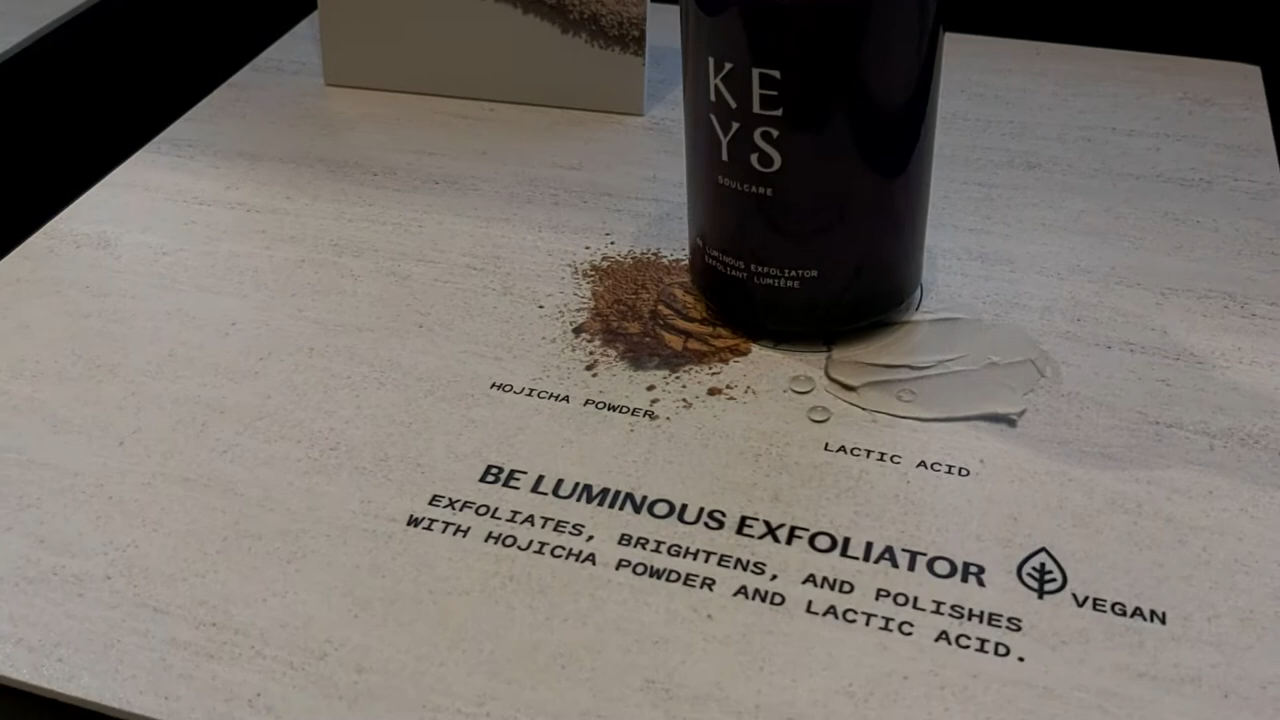 KE
YS
SOULCARE
BE LUMINOUS EXFOLIATOR
EXFOLIANT LUMIÈRE
HOJICHA POWDER
LACTIC ACID
BE LUMINOUS EXFOLIATOR
VEGAN
EXFOLIATES, BRIGHTENS, AND POLISHES
WITH HOJICHA POWDER AND LACTIC ACID.